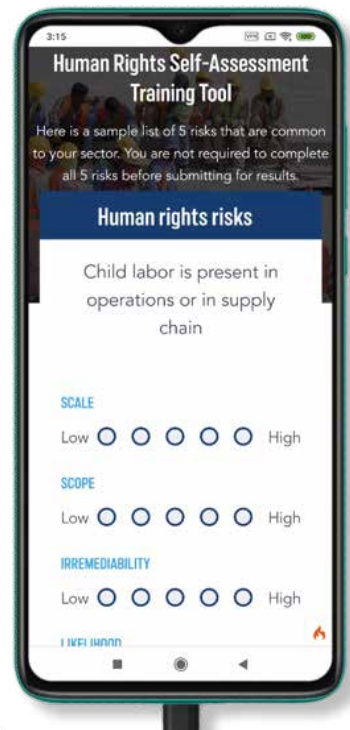 3:15
Human Rights Self-Assessment
Training Tool
Here is a sample list of 5 risks that are common
to your sector. You are not required to complete
all 5 risks before submitting for results.
Human rights risks
Child labor is present in
operations or in supply
chain
SCALE
Low High
SCOPE
Low High
IRREMEDIABILITY
Low High
LIKELIHOOD